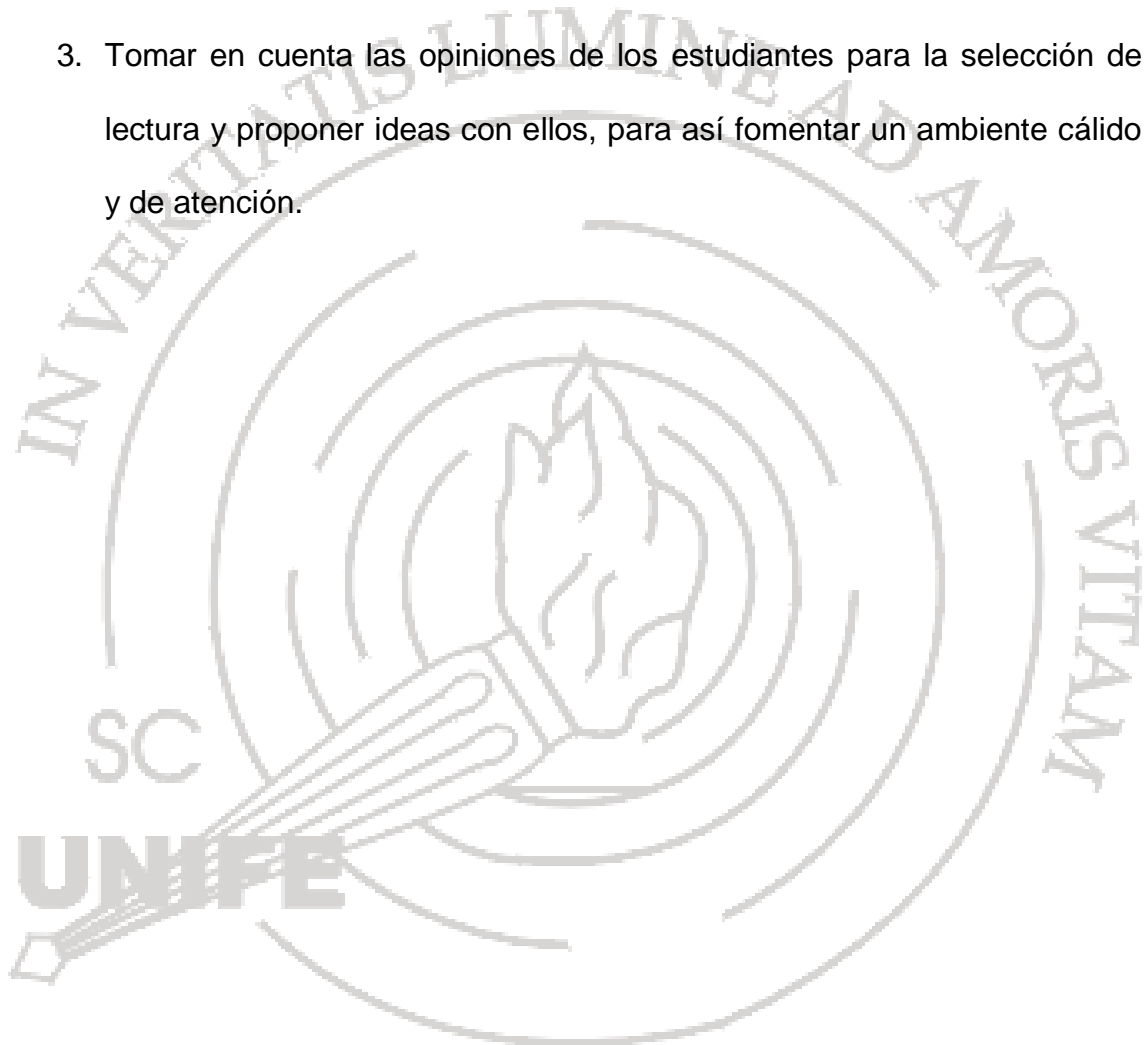 3. Tomar en cuenta las opiniones de los estudiantes para la selección de
lectura y proponer ideas con ellos, para así fomentar un ambiente cálido
y de atención.
IN VERITATIS LUMINE AD AMORIS VITAM
SC
UNIFE